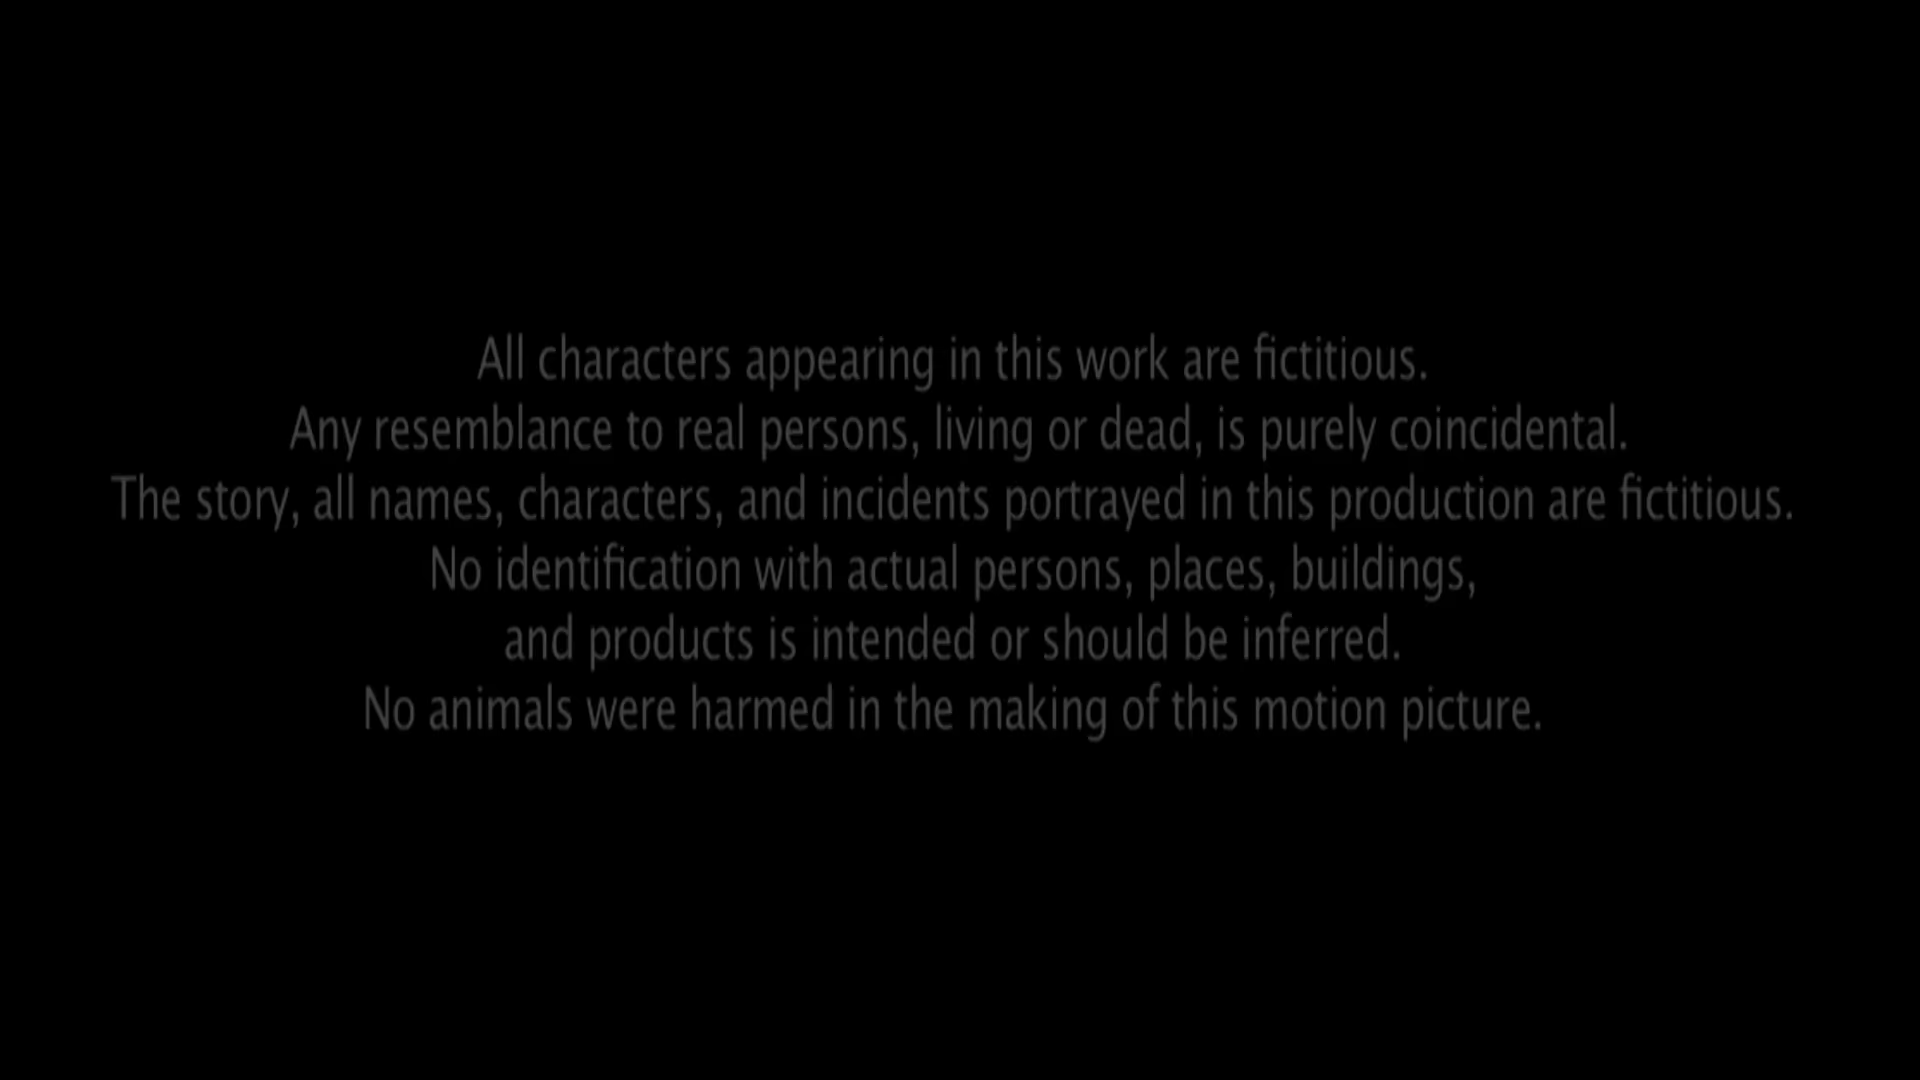 All characters appearing in this work are fictitious.
Any resemblance to real persons, living or dead, is purely coincidental.
The story, all names, characters, and incidents portrayed in this production are fictitious.
No identification with actual persons, places, buildings,
and products is intended or should be inferred.
No animals were harmed in the making of this motion picture.